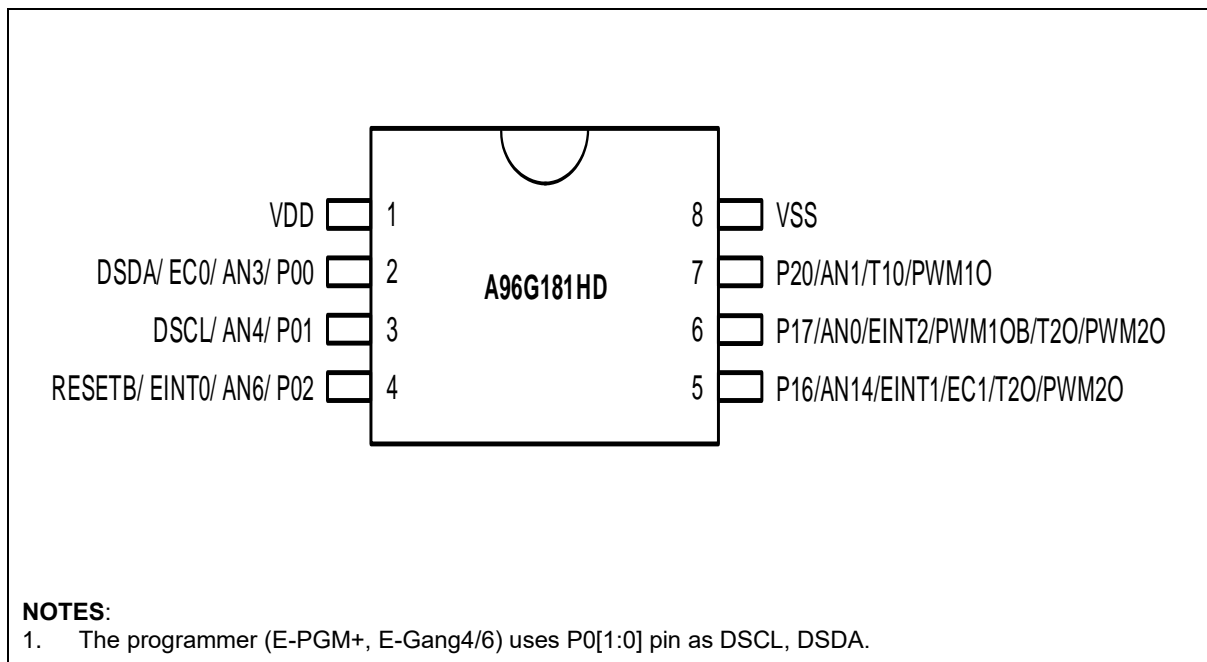 VDD 1 8 VSS
DSDA/ EC0/ AN3/ P00 2 A96G181HD 7 P20/AN1/T10/PWM1O
DSCL/ AN4/ P01 3 6 P17/AN0/EINT2/PWM1OB/T2O/PWM2O
RESETB/ EINT0/ AN6/ P02 4 5 P16/AN14/EINT1/EC1/T2O/PWM2O
NOTES:
1. The programmer (E-PGM+, E-Gang4/6) uses P0[1:0] pin as DSCL, DSDA.